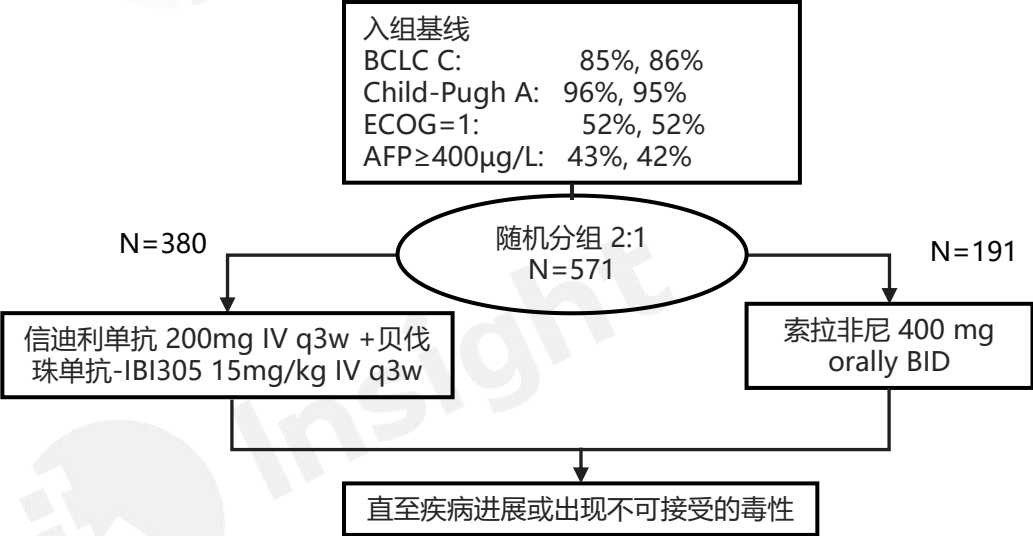 入组基线
BCLC C: 85%, 86%
Child-Pugh A: 96%, 95%
ECOG=1: 52%, 52%
AFP≥400μg/L: 43%, 42%
随机分组 2:1
N=571
N=380
N=191
信迪利单抗 200mg IV q3w +贝伐
珠单抗-IBI305 15mg/kg IV q3w
索拉非尼 400 mg
orally BID
直至疾病进展或出现不可接受的毒性
Insight